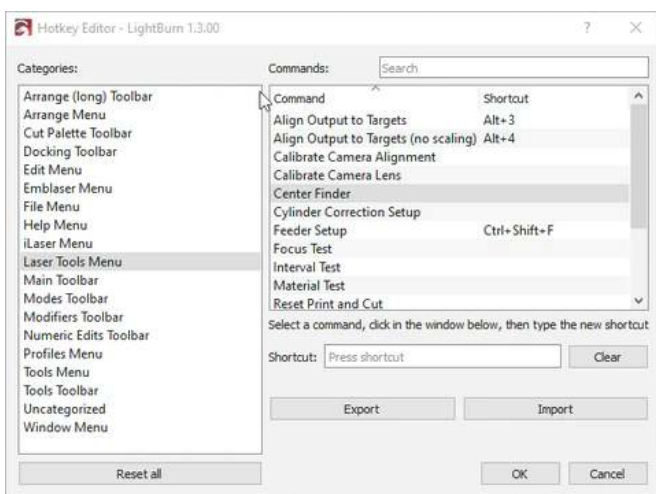 Hotkey Editor - LightBurn 1.3.00
Categories:
Commands:
Search
Arrange (long) Toolbar
Arrange Menu
Cut Palette Toolbar
Docking Toolbar
Edit Menu
Emblaser Menu
File Menu
Help Menu
iLaser Menu
Laser Tools Menu
Main Toolbar
Modes Toolbar
Modifiers Toolbar
Numeric Edits Toolbar
Profiles Menu
Tools Menu
Tools Toolbar
Uncategorized
Window Menu
Reset all
Command Shortcut
Align Output to Targets Alt+3
Align Output to Targets (no scaling) Alt+4
Calibrate Camera Alignment
Calibrate Camera Lens
Center Finder
Cylinder Correction Setup
Feeder Setup Ctrl+Shift+F
Focus Test
Interval Test
Material Test
Reset Print and Cut
Select a command, click in the window below, then type the new shortcut
Shortcut: Press shortcut Clear
Export Import
OK Cancel